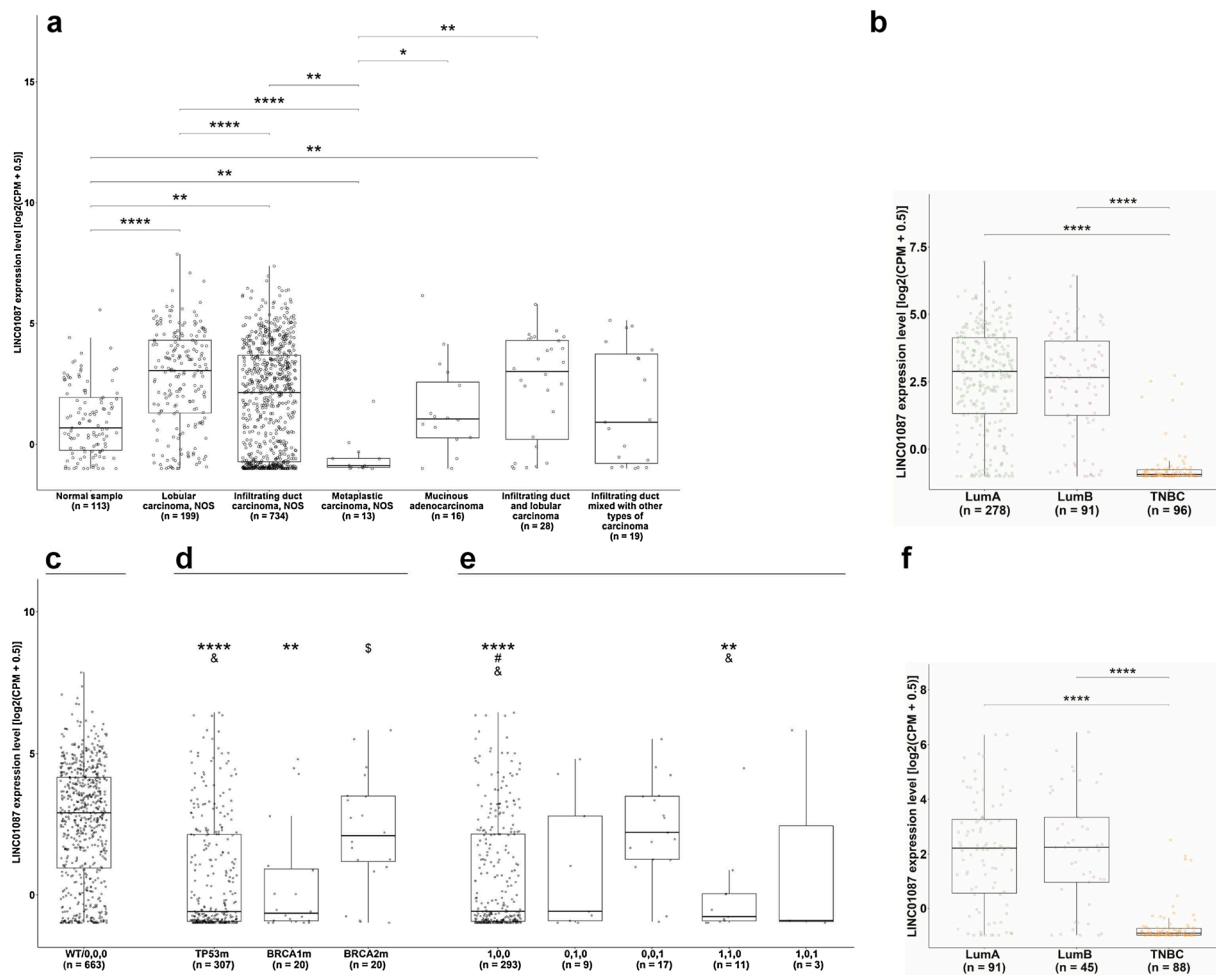 a
**
*
**
****
****
**
**
**
****
LINC01087 expression level [log2(CPM + 0.5)]
15
10
5
0
Normal samplo
(n = 113)
Lobular
carcinoma, NOS
(n = 199)
Infiltrating duct
carcinoma, NOS
(n = 734)
Motaplastic
carcinoma, NOS
(n = 13)
Mucinous
adenocarcinoma
(n = 16)
Infiltrating duct
and lobular
carcinoma
(n = 28)
Infiltrating duct
mixed with other
types of
carcinoma
(n = 19)
b
****
****
LINC01087 expression level [log2(CPM + 0.5)]
7.5
5.0
2.5
0.0
LumA
(n = 278)
LumB
(n = 91)
TNBC
(n = 96)
c
d
e
LINC01087 expression level [log2(CPM + 0.5)]
10
5
0
****
&
**
$
****
#
&
**
&
WT/0,0,0
(n = 663)
TP53m
(n = 307)
BRCA1m
(n = 20)
BRCA2m
(n = 20)
1,0,0
(n = 293)
0,1,0
(n = 9)
0,0,1
(n = 17)
1,1,0
(n = 11)
1,0,1
(n = 3)
f
****
****
LINC01087 expression level [log2(CPM + 0.5)]
8
6
4
2
0
LumA
(n = 91)
LumB
(n = 45)
TNBC
(n = 88)